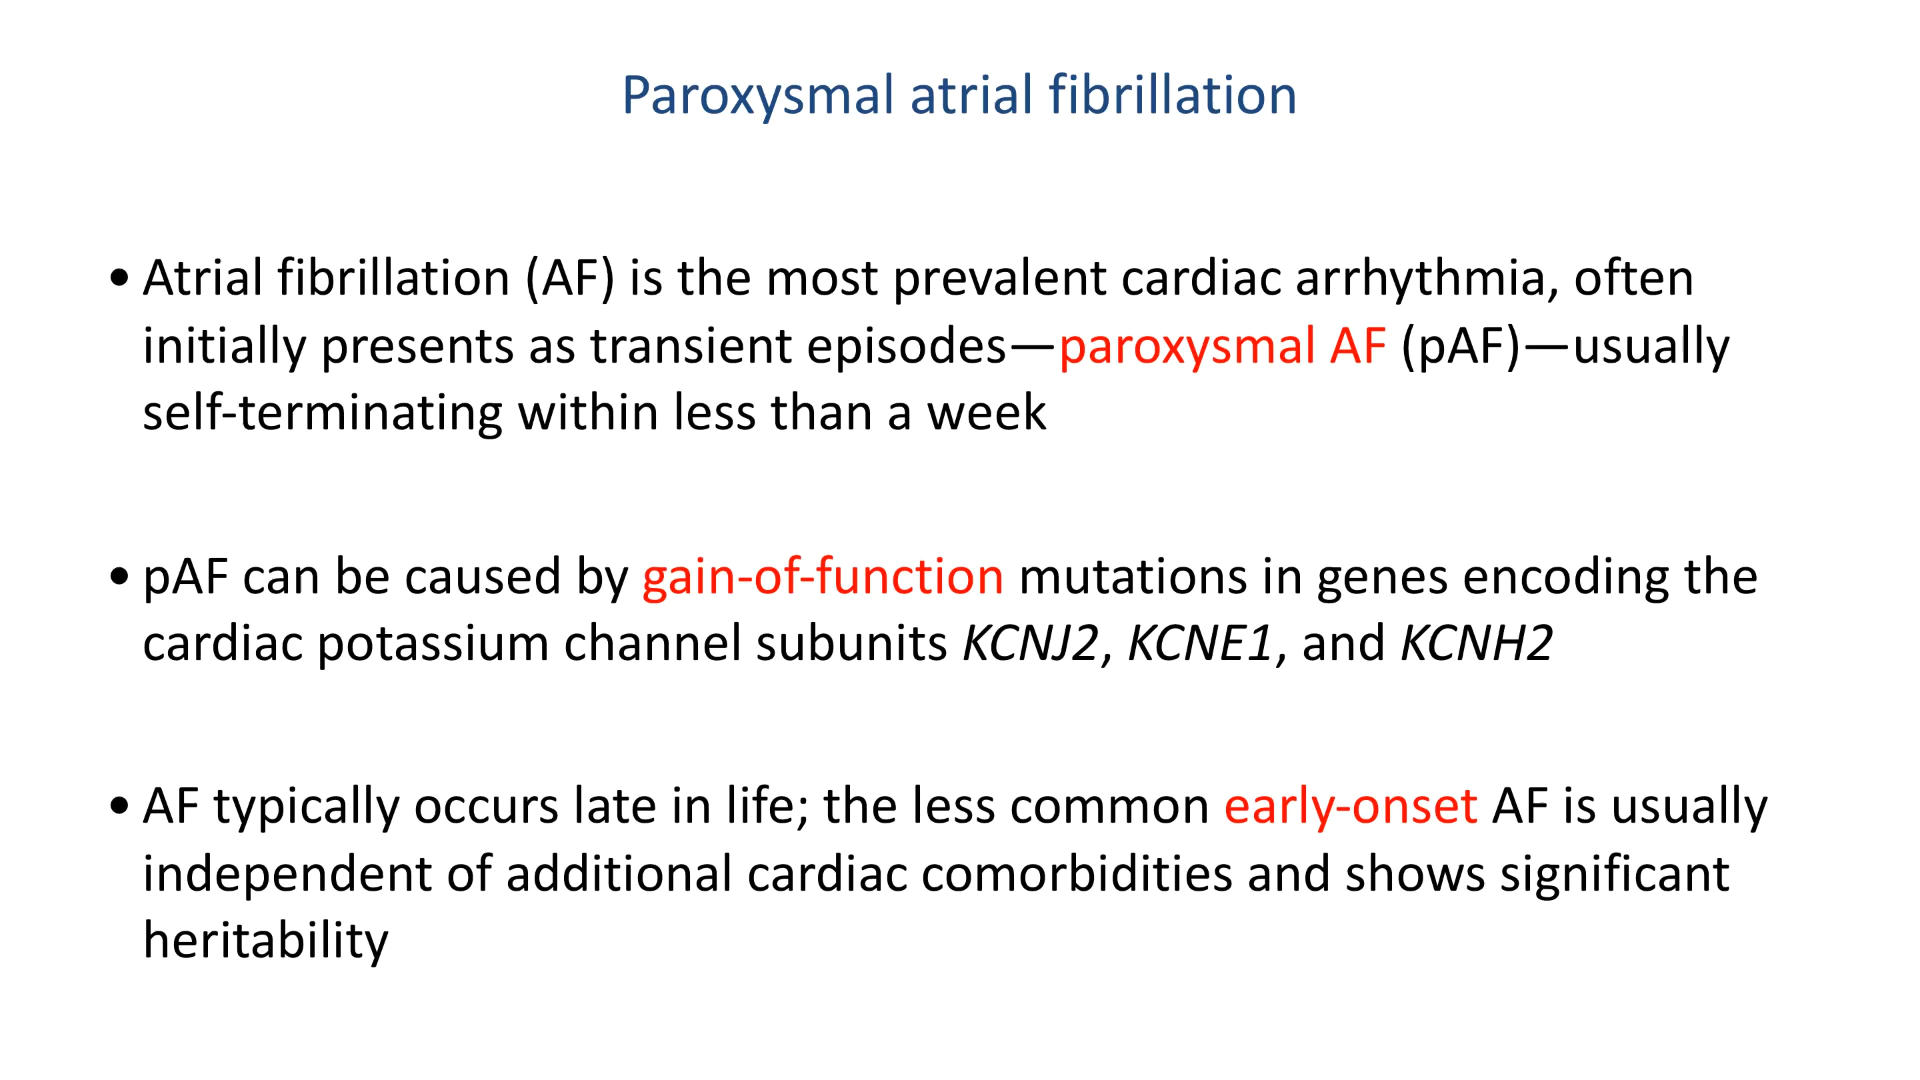 Paroxysmal atrial fibrillation
• Atrial fibrillation (AF) is the most prevalent cardiac arrhythmia, often
initially presents as transient episodes—paroxysmal AF (pAF)—usually
self-terminating within less than a week
• pAF can be caused by gain-of-function mutations in genes encoding the
cardiac potassium channel subunits KCNJ2, KCNE1, and KCNH2
• AF typically occurs late in life; the less common early-onset AF is usually
independent of additional cardiac comorbidities and shows significant
heritability